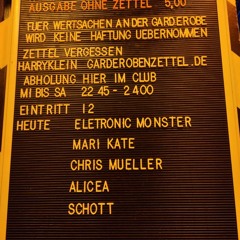 AUSGABE OHNE ZETTEL 5,00
FUER WERTSACHEN AN DER GARDEROBE
WIRD KEINE HAFTUNG UEBERNOMMEN
ZETTEL VERGESSEN
HARRYKLEIN GARDEROBENZETTEL.DE
ABHOLUNG HIER IM CLUB
MI BIS SA 22 45 - 24 00
EINTRITT 12
HEUTE ELETRONIC MONSTER
MARI KATE
CHRIS MUELLER
ALICEA
SCHOTT